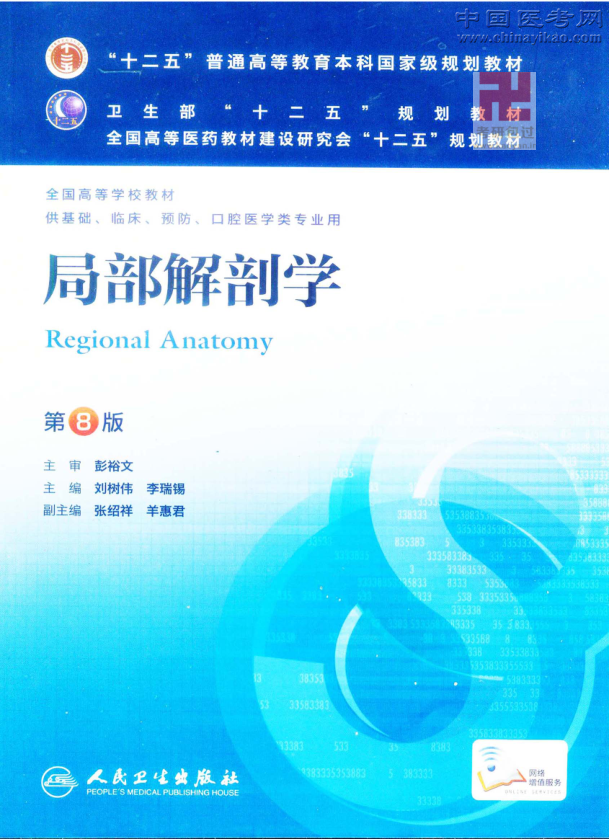 中国医考网
www.chinayikao.com
“十二五”普通高等教育本科国家级规划教材
十二五
卫生部“十二五”规划教材
全国高等医药教材建设研究会“十二五”规划教材
全国高等学校教材
供基础、临床、预防、口腔医学类专业用
局部解剖学
Regional Anatomy
第8版
主 审 彭裕文
主 编 刘树伟 李瑞锡
副主编 张绍祥 羊惠君
人民卫生出版社
PEOPLE'S MEDICAL PUBLISHING HOUSE
网络
增值服务
ONLINE SERVICES